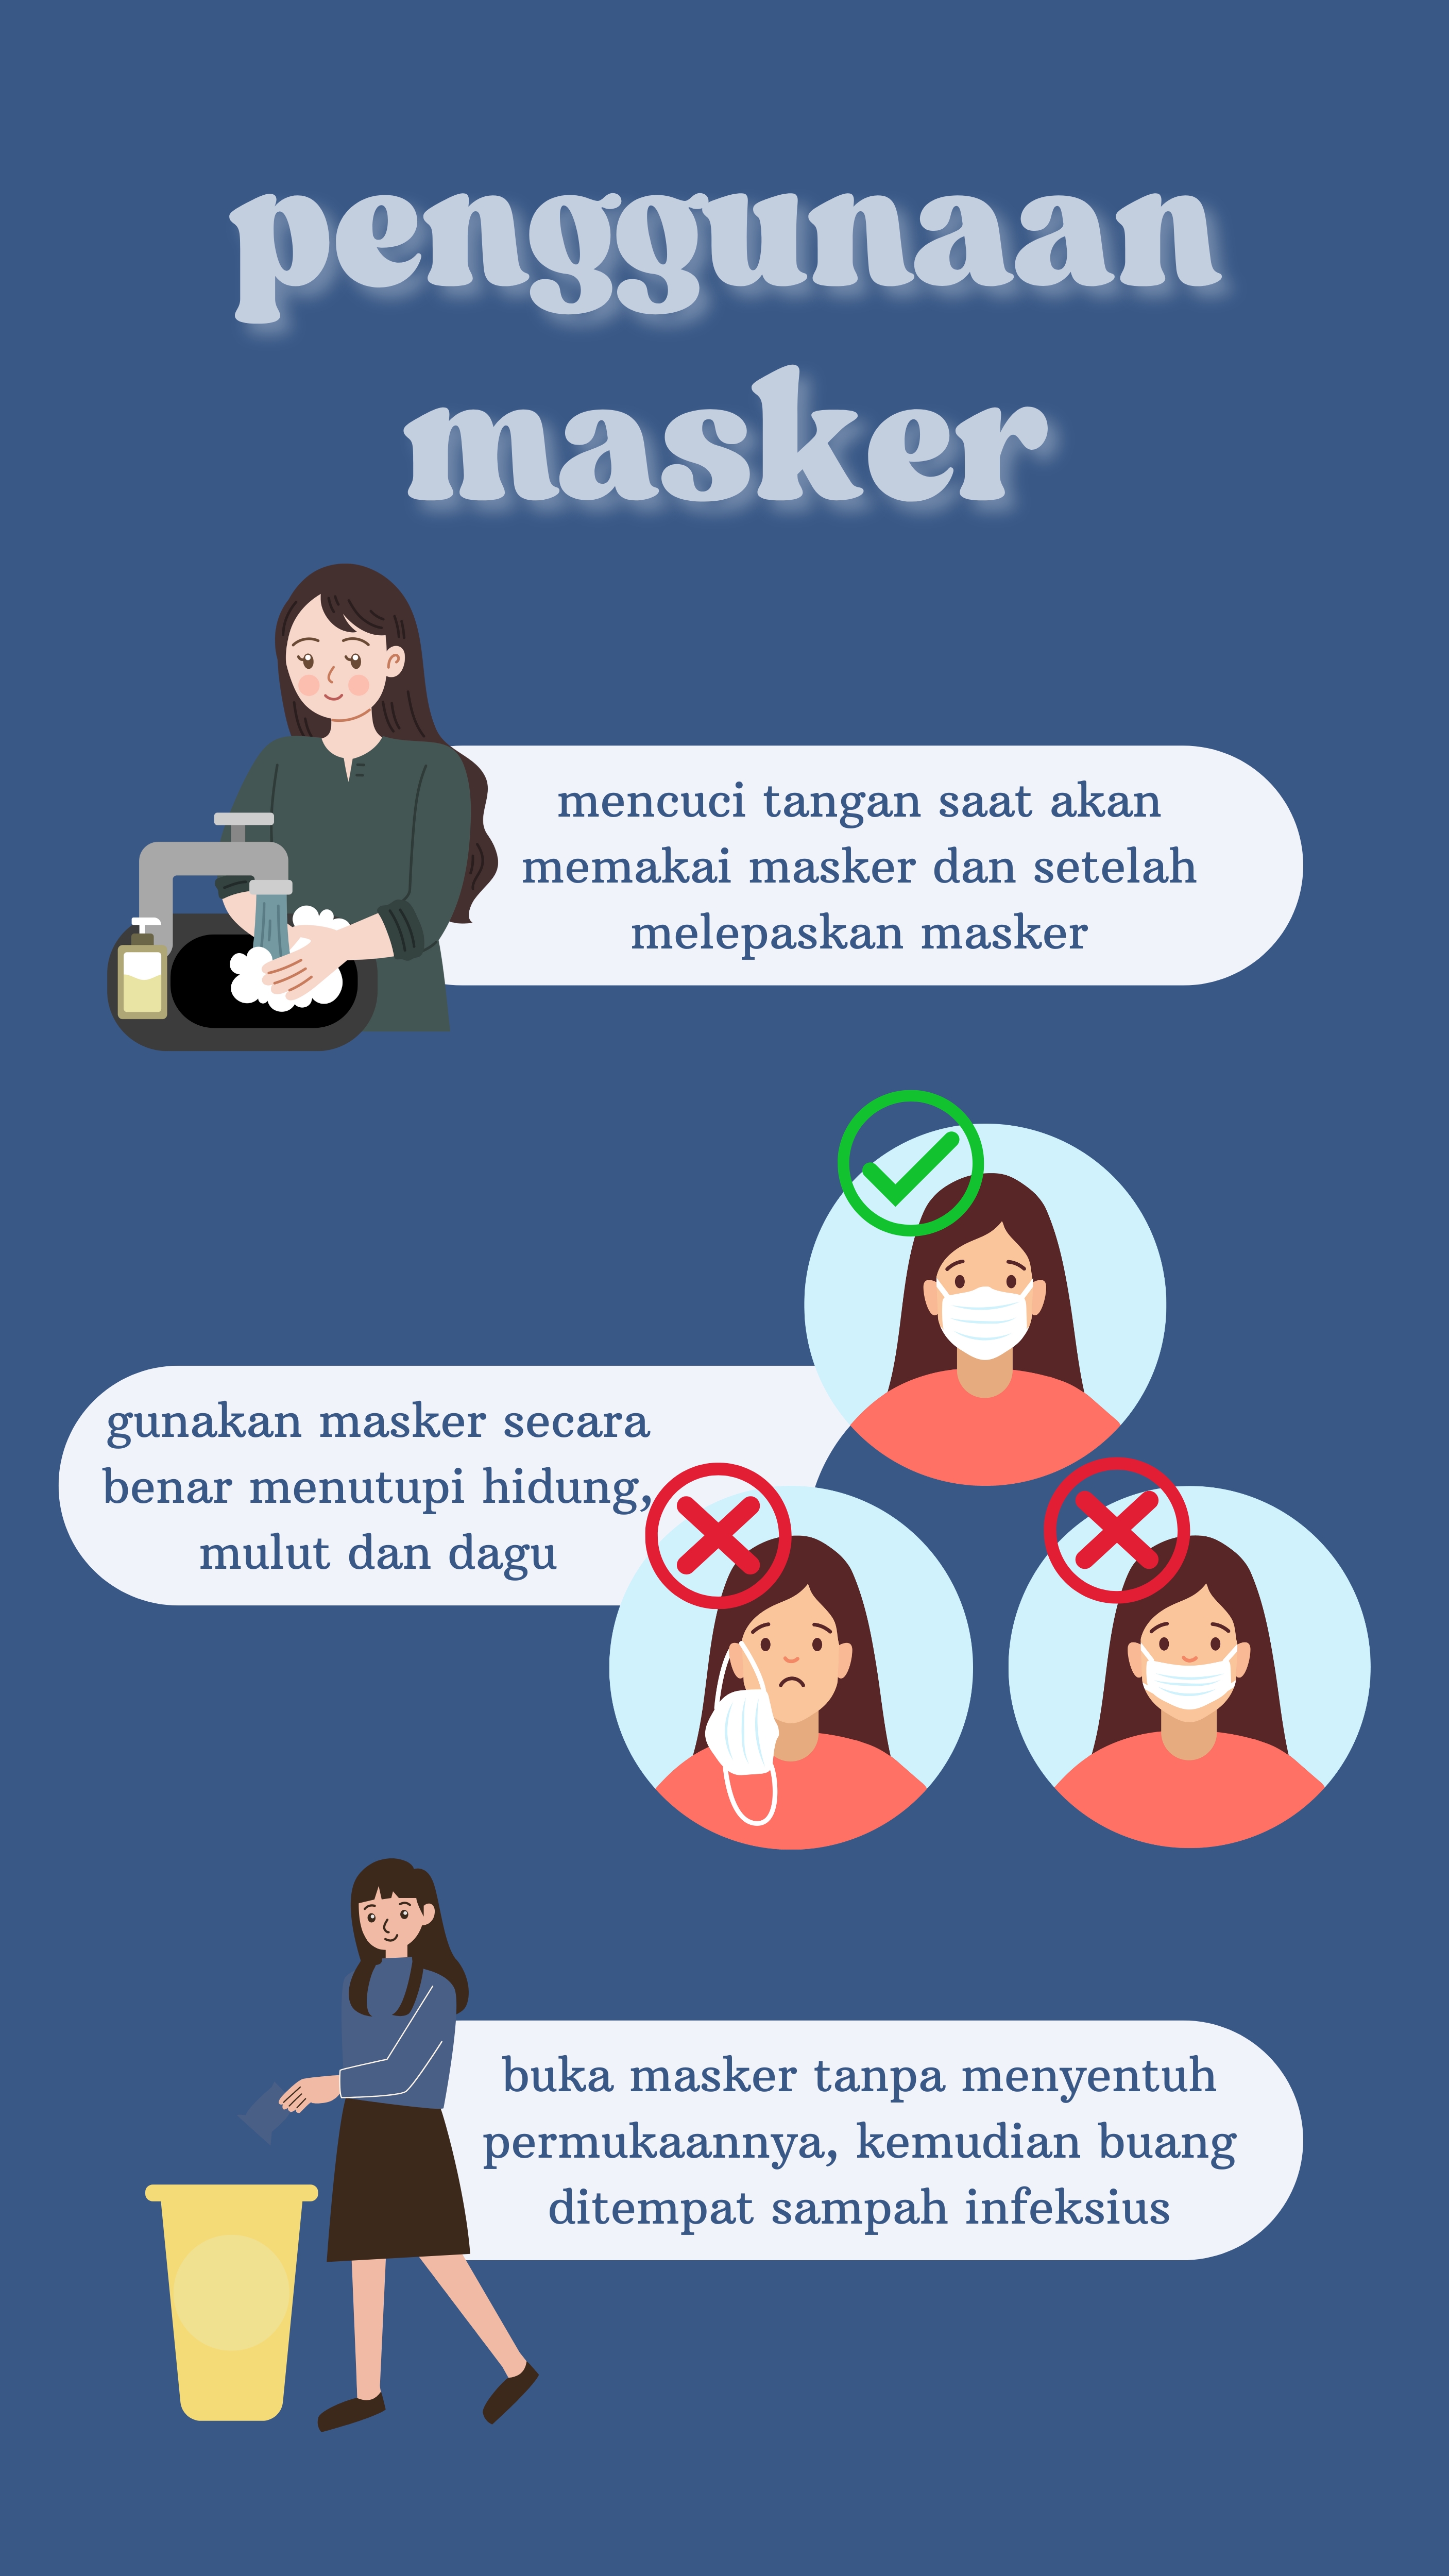 penggunaan
masker
mencuci tangan saat akan
memakai masker dan setelah
melepaskan masker
gunakan masker secara
benar menutupi hidung,
mulut dan dagu
buka masker tanpa menyentuh
permukaannya, kemudian buang
ditempat sampah infeksius